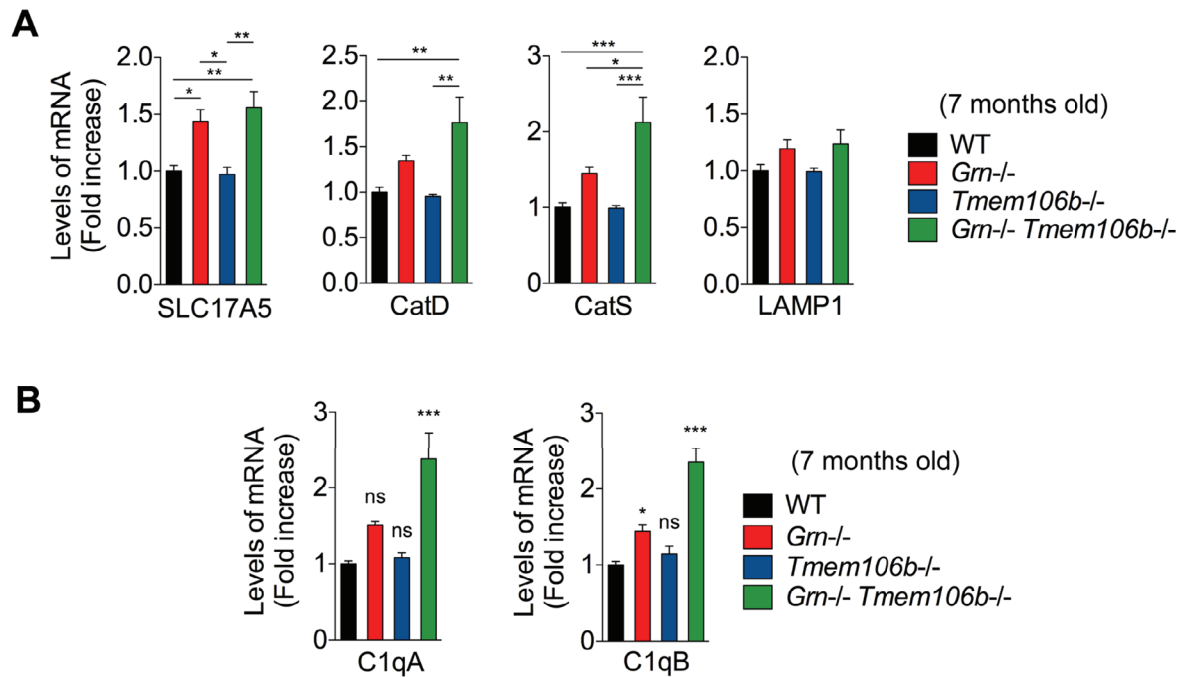 A
Levels of mRNA
(Fold increase)
2.0
1.5
1.0
0.5
0.0
*
**
*
**
SLC17A5
2.5
2.0
1.5
1.0
0.5
0.0
**
**
CatD
3
2
1
0
***
*
***
CatS
2.0
1.5
1.0
0.5
0.0
LAMP1
(7 months old)
WT
Grn-/-
Tmem106b-/-
Grn-/- Tmem106b-/-
B
Levels of mRNA
(Fold increase)
3
2
1
0
ns
ns
***
C1qA
Levels of mRNA
(Fold increase)
3
2
1
0
*
ns
***
C1qB
(7 months old)
WT
Grn-/-
Tmem106b-/-
Grn-/- Tmem106b-/-